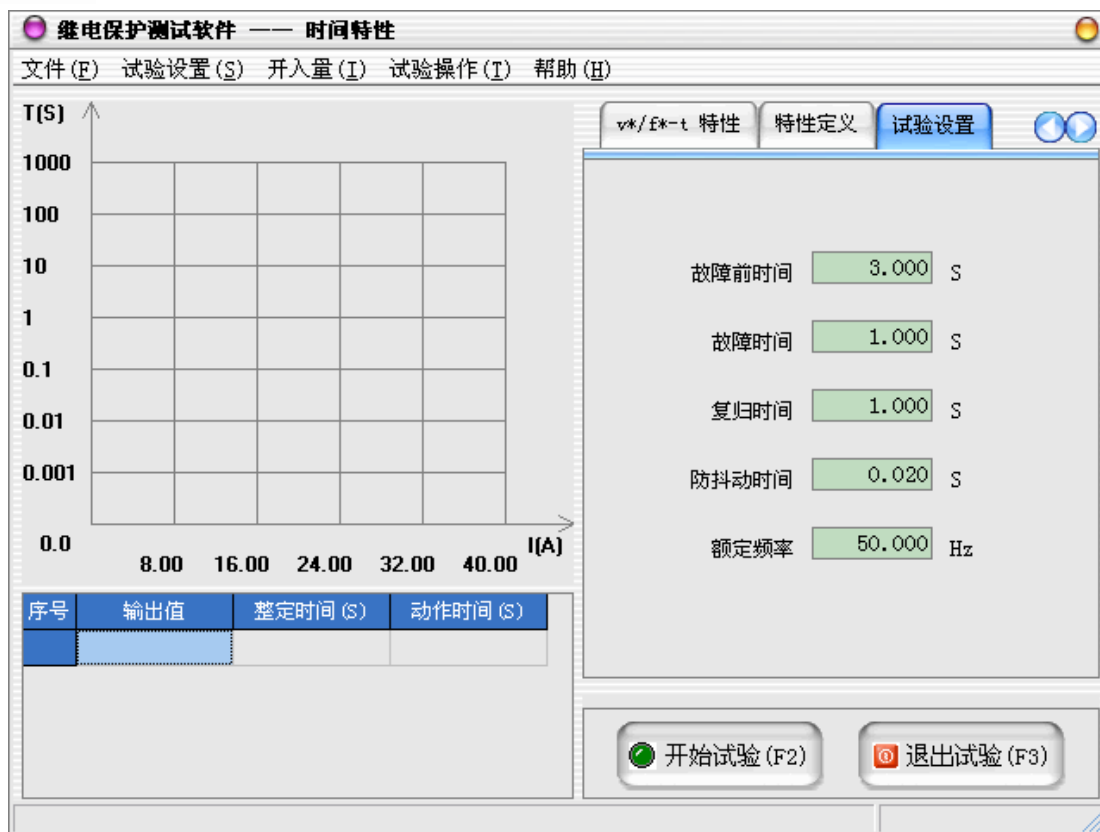 继电保护测试软件 —— 时间特性
文件(F) 试验设置(S) 开入量(I) 试验操作(T) 帮助(H)
T(S)
1000
100
10
1
0.1
0.01
0.001
0.0
8.00 16.00 24.00 32.00 40.00
I(A)
序号 输出值 整定时间(S) 动作时间(S)
v*/f*-t 特性 特性定义 试验设置
故障前时间 3.000 S
故障时间 1.000 S
复归时间 1.000 S
防抖动时间 0.020 S
额定频率 50.000 Hz
开始试验(F2) 退出试验(F3)